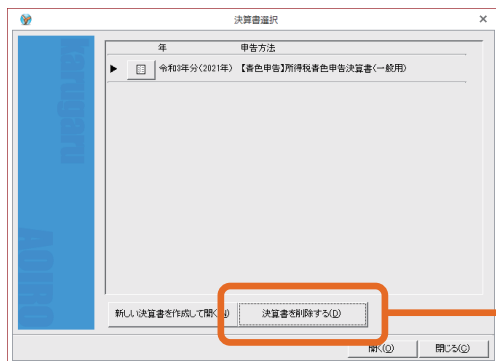 決算書選択
年 申告方法
令和3年分(2021年) 【青色申告】所得税青色申告決算書(一般用)
karugaru
AOIRO
新しい決算書を作成して開く 決算書を削除する(D)
開く(O) 閉じる(C)